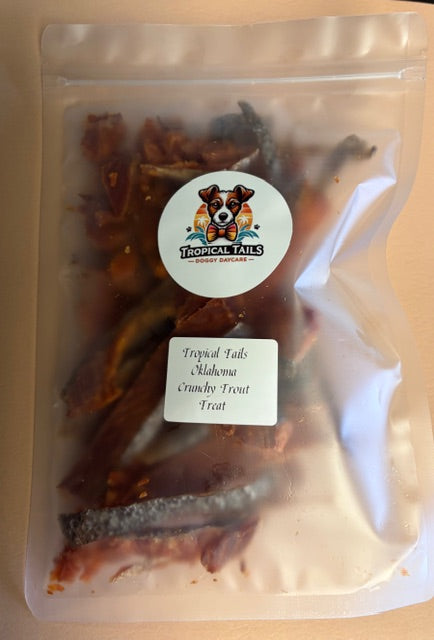 TROPICAL TAILS
DOGGY DAYCARE
Tropical Tails
Oklahoma
Crunchy Trout
Treat